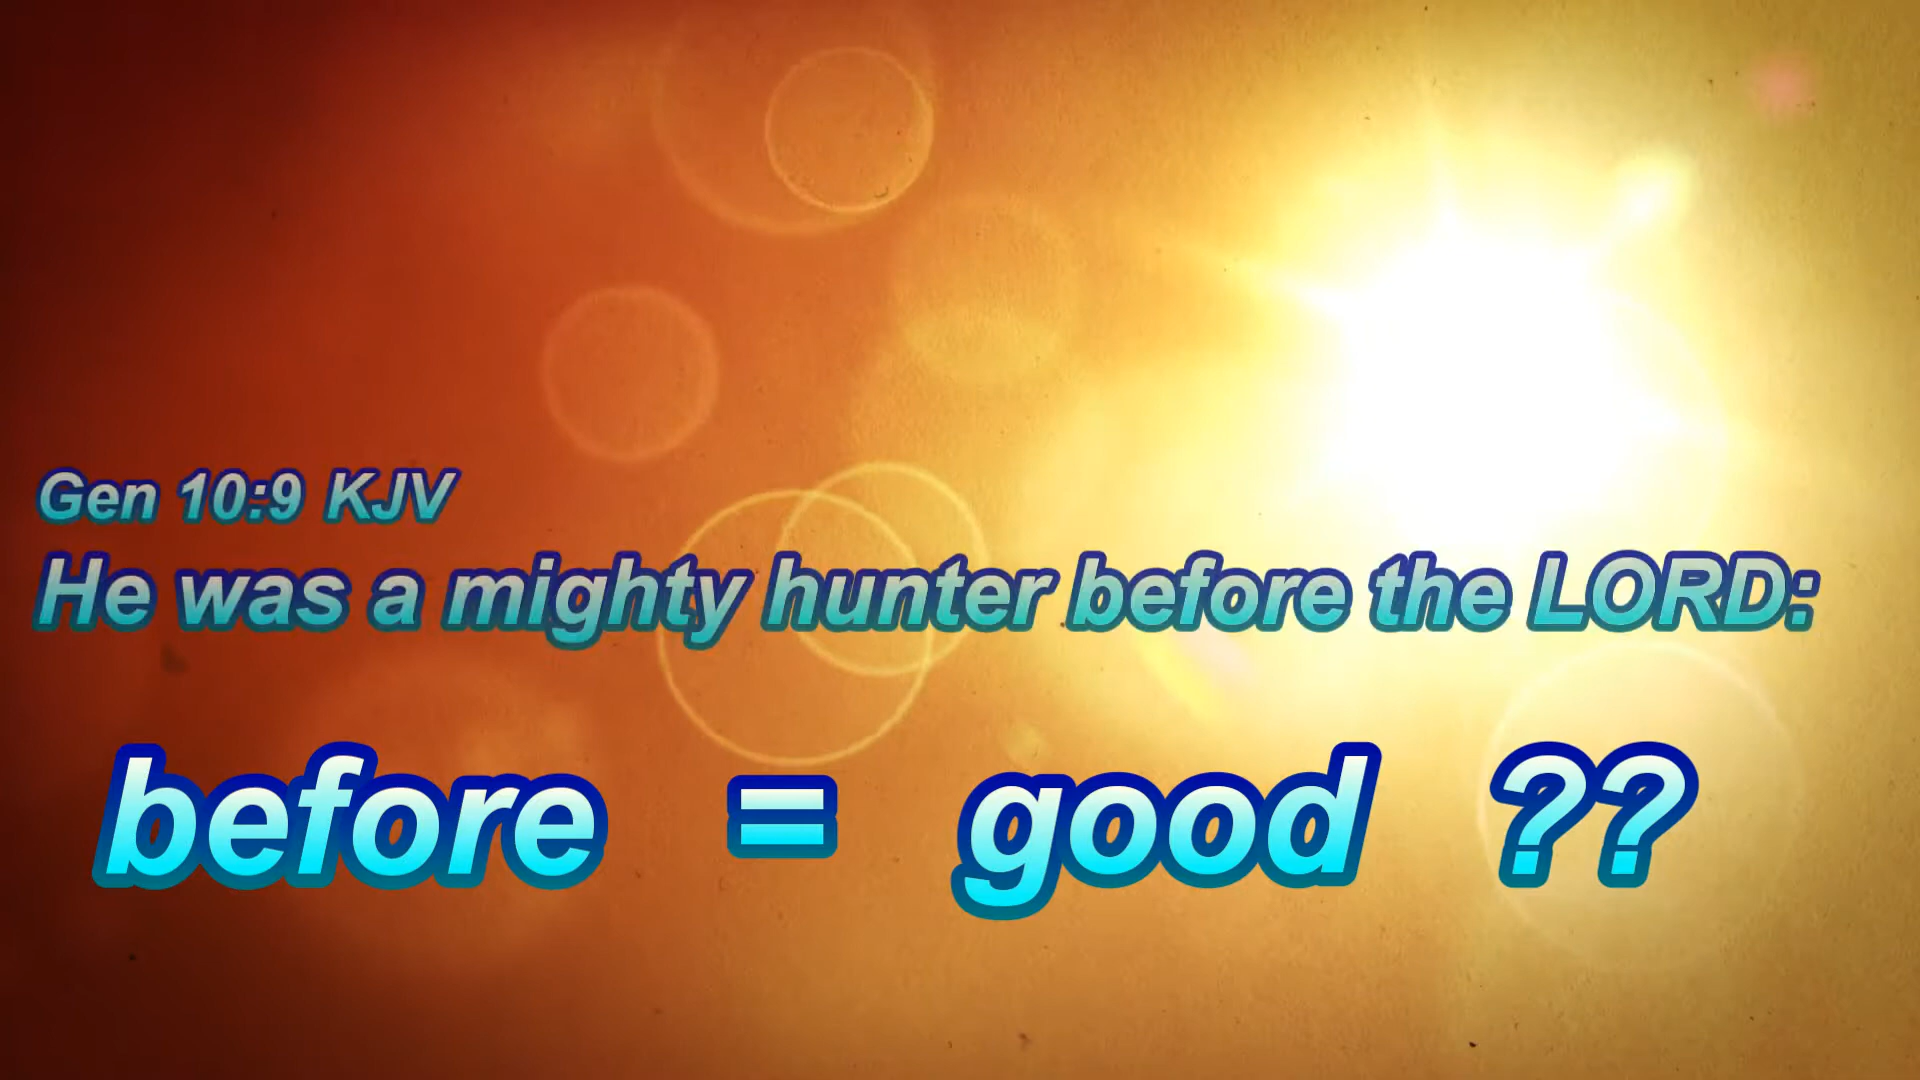 Gen 10:9 KJV
He was a mighty hunter before the LORD:
before = good ??